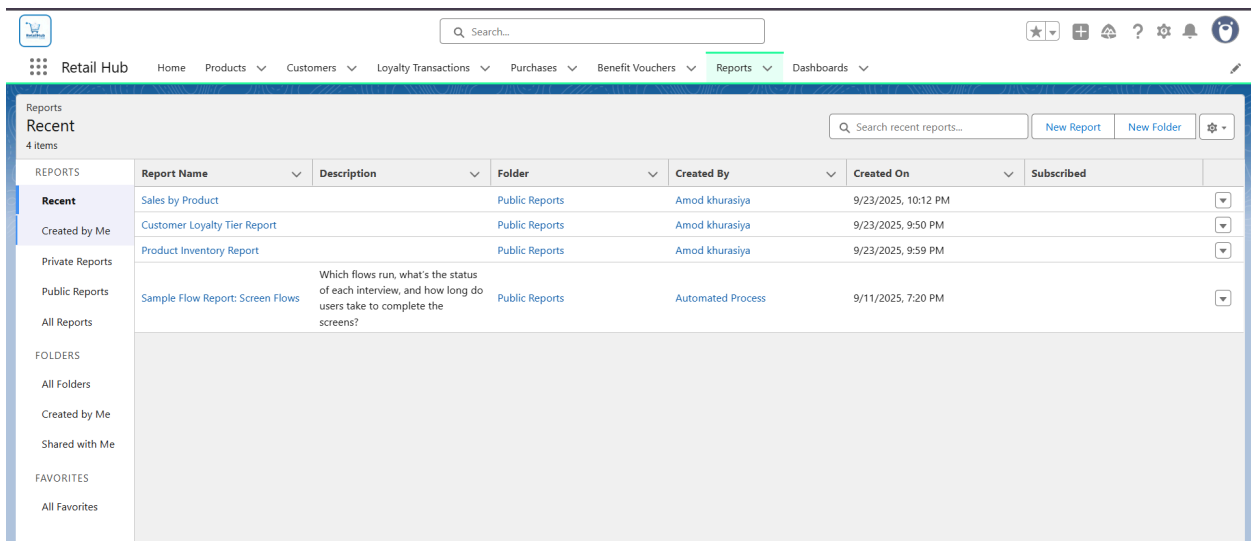 Search...
Retail Hub Home Products Customers Loyalty Transactions Purchases Benefit Vouchers Reports Dashboards
Reports
Recent
4 items
Search recent reports...
New Report
New Folder
REPORTS
Recent
Created by Me
Private Reports
Public Reports
All Reports
FOLDERS
All Folders
Created by Me
Shared with Me
FAVORITES
All Favorites
Report Name Description Folder Created By Created On Subscribed
Sales by Product Public Reports Amod khurasiya 9/23/2025, 10:12 PM
Customer Loyalty Tier Report Public Reports Amod khurasiya 9/23/2025, 9:50 PM
Product Inventory Report Public Reports Amod khurasiya 9/23/2025, 9:59 PM
Sample Flow Report: Screen Flows
Which flows run, what's the status
of each interview, and how long do
users take to complete the
screens?
Public Reports Automated Process 9/11/2025, 7:20 PM